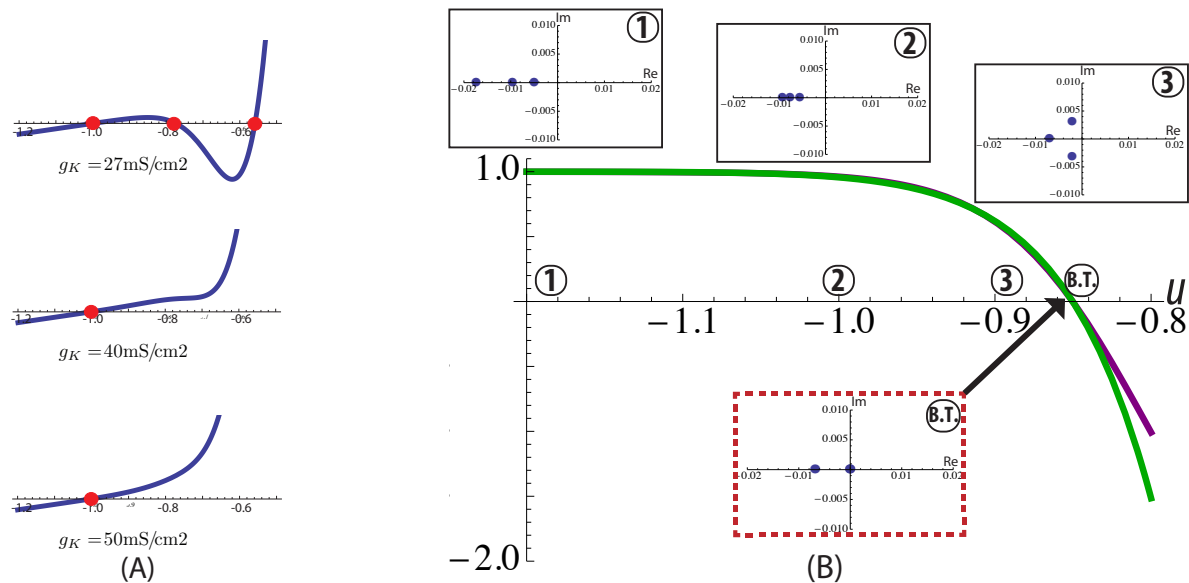 -1.2 -1.0 -0.8 -0.6
g_K = 27mS/cm2
-1.2 -1.0 -0.8 -0.6
g_K = 40mS/cm2
-1.2 -1.0 -0.8 -0.6
g_K = 50mS/cm2
(A)
Im
0.010
1
0.005
Re
−0.02 −0.01 0.01 0.02
−0.005
−0.010
Im
0.010
2
0.005
Re
−0.02 −0.01 0.01 0.02
−0.005
−0.010
Im
0.010
3
0.005
Re
−0.02 −0.01 0.01 0.02
−0.005
−0.010
1.0
1 2 3 B.T. u
−1.1 −1.0 −0.9 −0.8
Im
0.010
B.T.
0.005
Re
−0.02 −0.01 0.01 0.02
−0.005
−0.010
−2.0
(B)